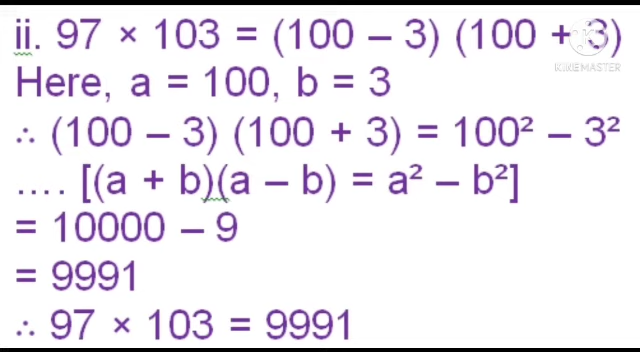 ii. 97 × 103 = (100 – 3) (100 + 3)
KINEMASTER
Here, a = 100, b = 3
∴ (100 – 3) (100 + 3) = 100² – 3²
.... [(a + b)(a – b) = a² – b²]
= 10000 – 9
= 9991
∴ 97 × 103 = 9991